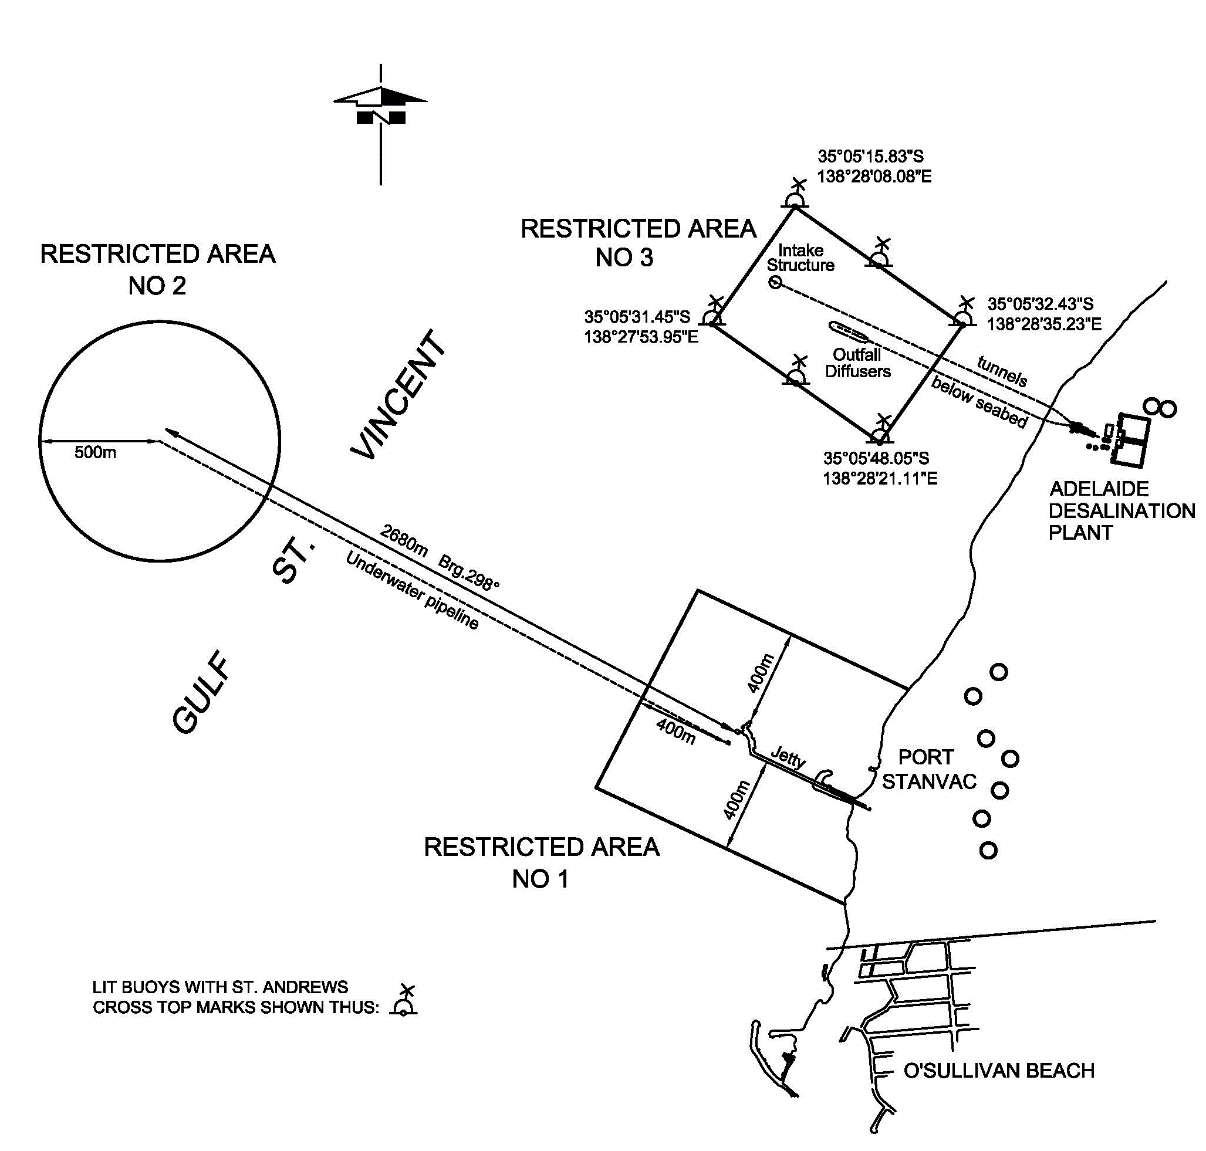 N
35°05'15.83"S
138°28'08.08"E
RESTRICTED AREA
NO 3
RESTRICTED AREA
NO 2
Intake
Structure
35°05'31.45"S
138°27'53.95"E
35°05'32.43"S
138°28'35.23"E
Outfall
Diffusers
tunnels
below seabed
35°05'48.05"S
138°28'21.11"E
ADELAIDE
DESALINATION
PLANT
500m
GULF ST. VINCENT
2680m Brg.298°
Underwater pipeline
400m
400m
Jetty
400m
PORT
STANVAC
RESTRICTED AREA
NO 1
LIT BUOYS WITH ST. ANDREWS
CROSS TOP MARKS SHOWN THUS:
O'SULLIVAN BEACH